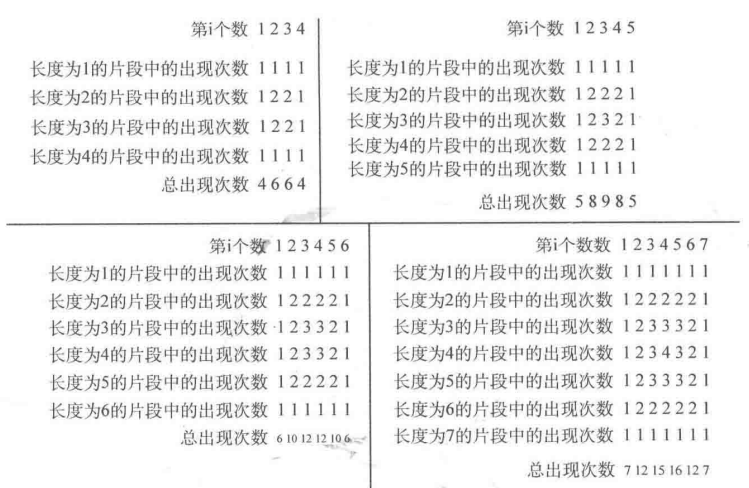 第i个数 1 2 3 4
长度为1的片段中的出现次数 1 1 1 1
长度为2的片段中的出现次数 1 2 2 1
长度为3的片段中的出现次数 1 2 2 1
长度为4的片段中的出现次数 1 1 1 1
总出现次数 4 6 6 4
第i个数 1 2 3 4 5
长度为1的片段中的出现次数 1 1 1 1 1
长度为2的片段中的出现次数 1 2 2 2 1
长度为3的片段中的出现次数 1 2 3 2 1
长度为4的片段中的出现次数 1 2 2 2 1
长度为5的片段中的出现次数 1 1 1 1 1
总出现次数 5 8 9 8 5
第i个数 1 2 3 4 5 6
长度为1的片段中的出现次数 1 1 1 1 1 1
长度为2的片段中的出现次数 1 2 2 2 2 1
长度为3的片段中的出现次数 1 2 3 3 2 1
长度为4的片段中的出现次数 1 2 3 3 2 1
长度为5的片段中的出现次数 1 2 2 2 2 1
长度为6的片段中的出现次数 1 1 1 1 1 1
总出现次数 6 10 12 12 10 6
第i个数数 1 2 3 4 5 6 7
长度为1的片段中的出现次数 1 1 1 1 1 1 1
长度为2的片段中的出现次数 1 2 2 2 2 2 1
长度为3的片段中的出现次数 1 2 3 3 3 2 1
长度为4的片段中的出现次数 1 2 3 4 3 2 1
长度为5的片段中的出现次数 1 2 3 3 3 2 1
长度为6的片段中的出现次数 1 2 2 2 2 2 1
长度为7的片段中的出现次数 1 1 1 1 1 1 1
总出现次数 7 12 15 16 12 7